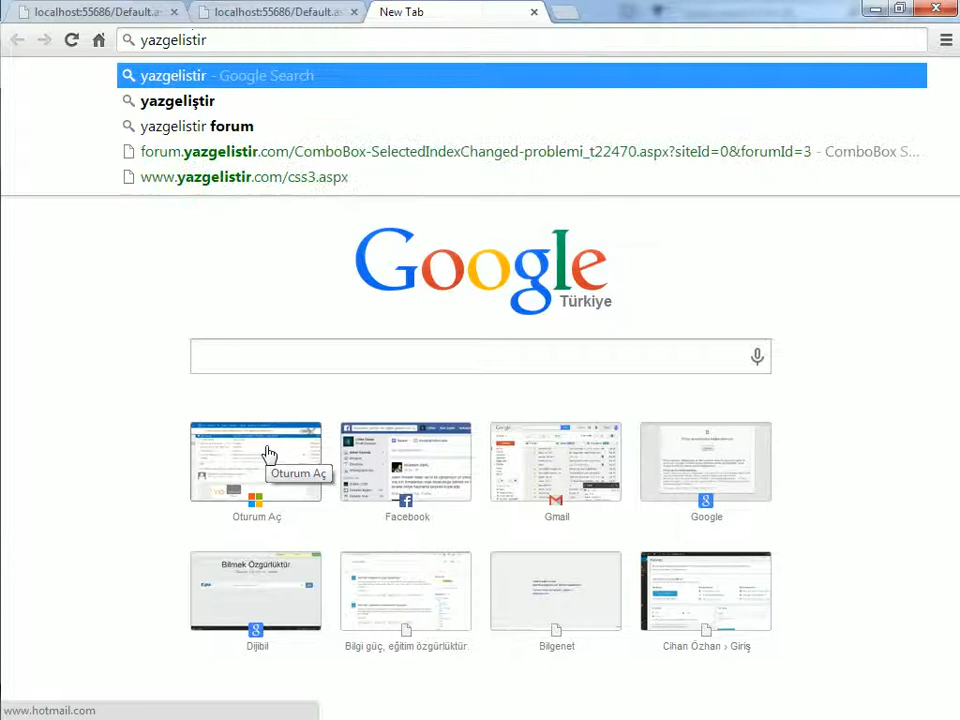 localhost:55686/Default.a
localhost:55686/Default.as
New Tab
yazgelistir
yazgelistir - Google Search
yazgeliştir
yazgelistir forum
forum.yazgelistir.com/ComboBox-SelectedIndexChanged-problemi_t22470.aspx?siteId=0&forumId=3 - ComboBox S...
www.yazgelistir.com/css3.aspx
Google
Türkiye
Oturum Aç
Oturum Aç
Facebook
Gmail
Google
Bilmek Özgürlüktür
Dijibil
Bilgi güç, eğitim özgürlüktür.
Bilgenet
Cihan Özhan › Giriş
www.hotmail.com